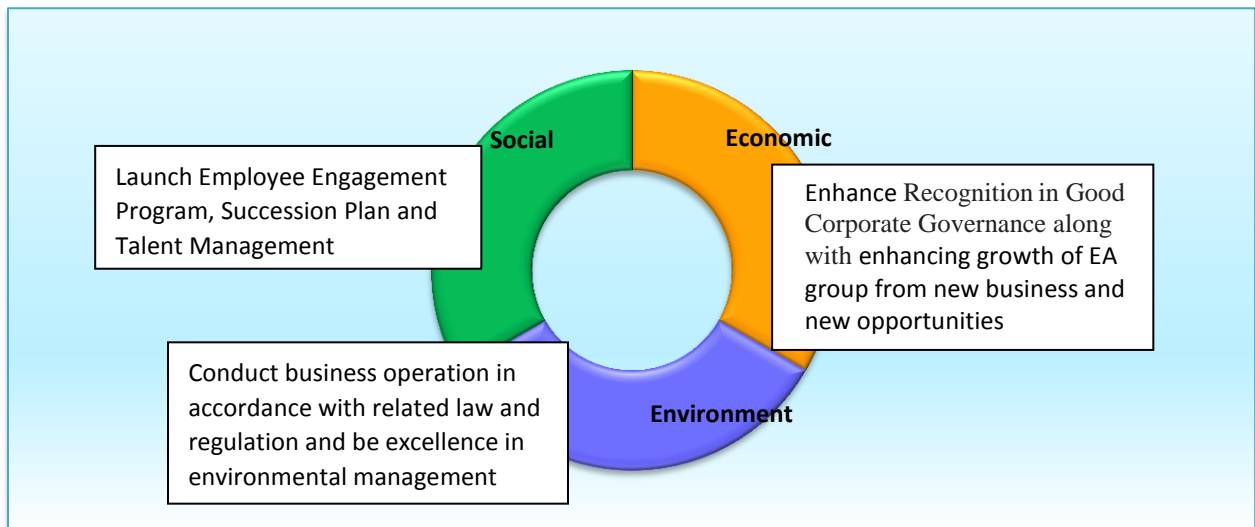 Social
Economic
Launch Employee Engagement
Program, Succession Plan and
Talent Management
Enhance Recognition in Good
Corporate Governance along
with enhancing growth of EA
group from new business and
new opportunities
Conduct business operation in
accordance with related law and
regulation and be excellence in
environmental management
Environment